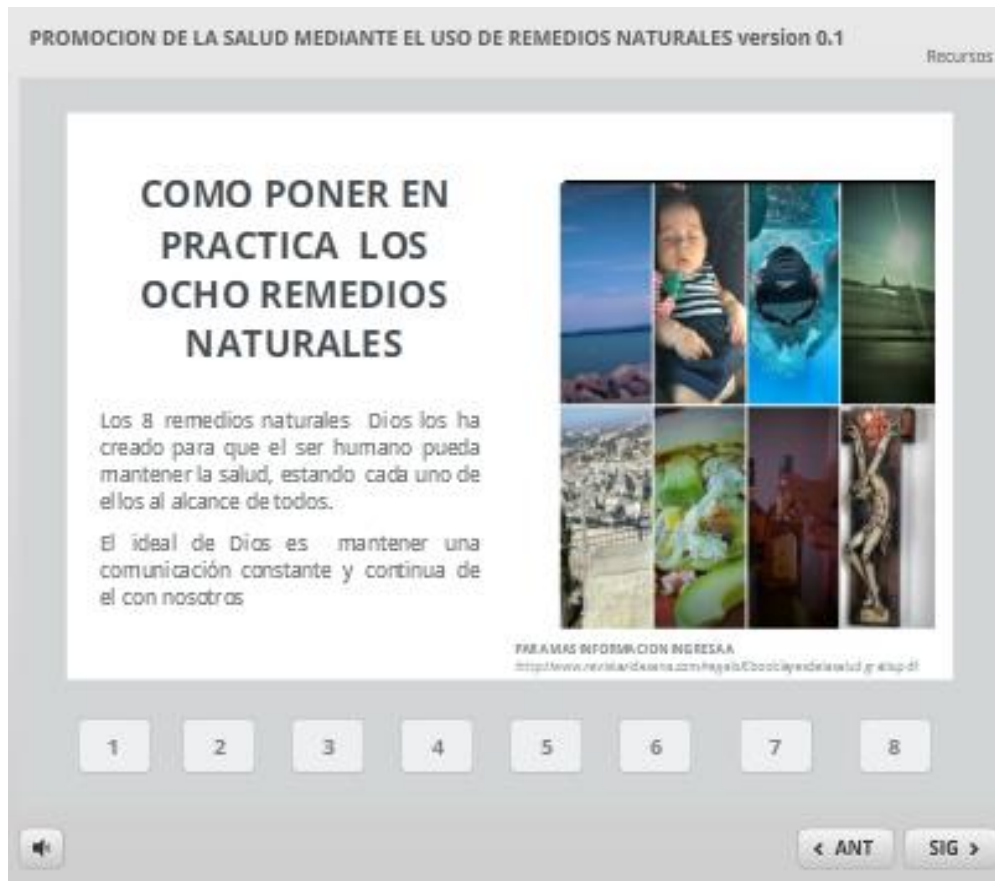 PROMOCION DE LA SALUD MEDIANTE EL USO DE REMEDIOS NATURALES version 0.1
Recursos
COMO PONER EN
PRACTICA LOS
OCHO REMEDIOS
NATURALES
Los 8 remedios naturales Dios los ha
creado para que el ser humano pueda
mantener la salud, estando cada uno de
ellos al alcance de todos.
El ideal de Dios es mantener una
comunicación constante y continua de
el con nosotros
PARA MAS INFORMACION INGRESA A
1 2 3 4 5 6 7 8
ANT SIG